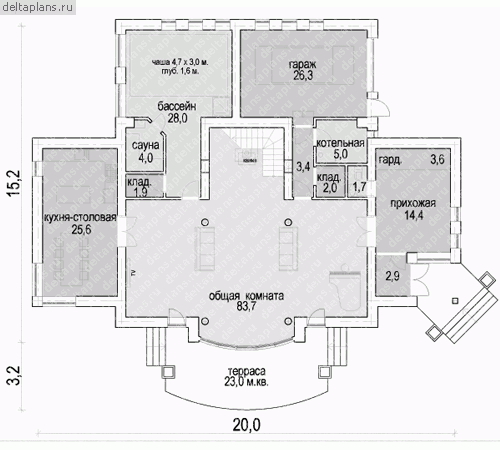 deltaplans.ru
чаша 4,7 х 3,0 м.
глуб. 1,6 м.
гараж
26,3
бассейн
28,0
сауна
4,0
котельная
5,0
3,4
гард. 3,6
клад.
1,9
клад.
2,0
1,7
прихожая
14,4
кухня-столовая
25,6
15,2
TV
2,9
общая комната
83,7
3,2
терраса
23,0 м.кв.
20,0